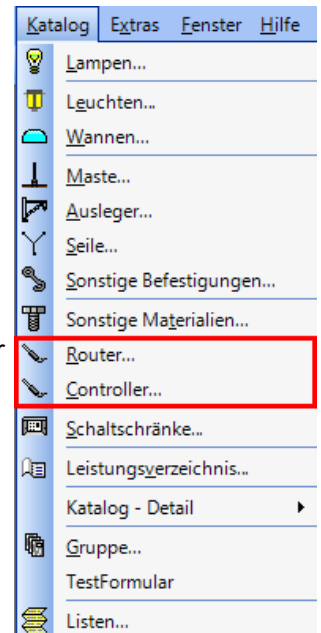 Katalog Extras Fenster Hilfe
Lampen...
Leuchten...
Wannen...
Maste...
Ausleger...
Seile...
Sonstige Befestigungen...
Sonstige Materialien...
r
Router...
Controller...
Schaltschränke...
Leistungsverzeichnis...
Katalog - Detail
Gruppe...
TestFormular
Listen...